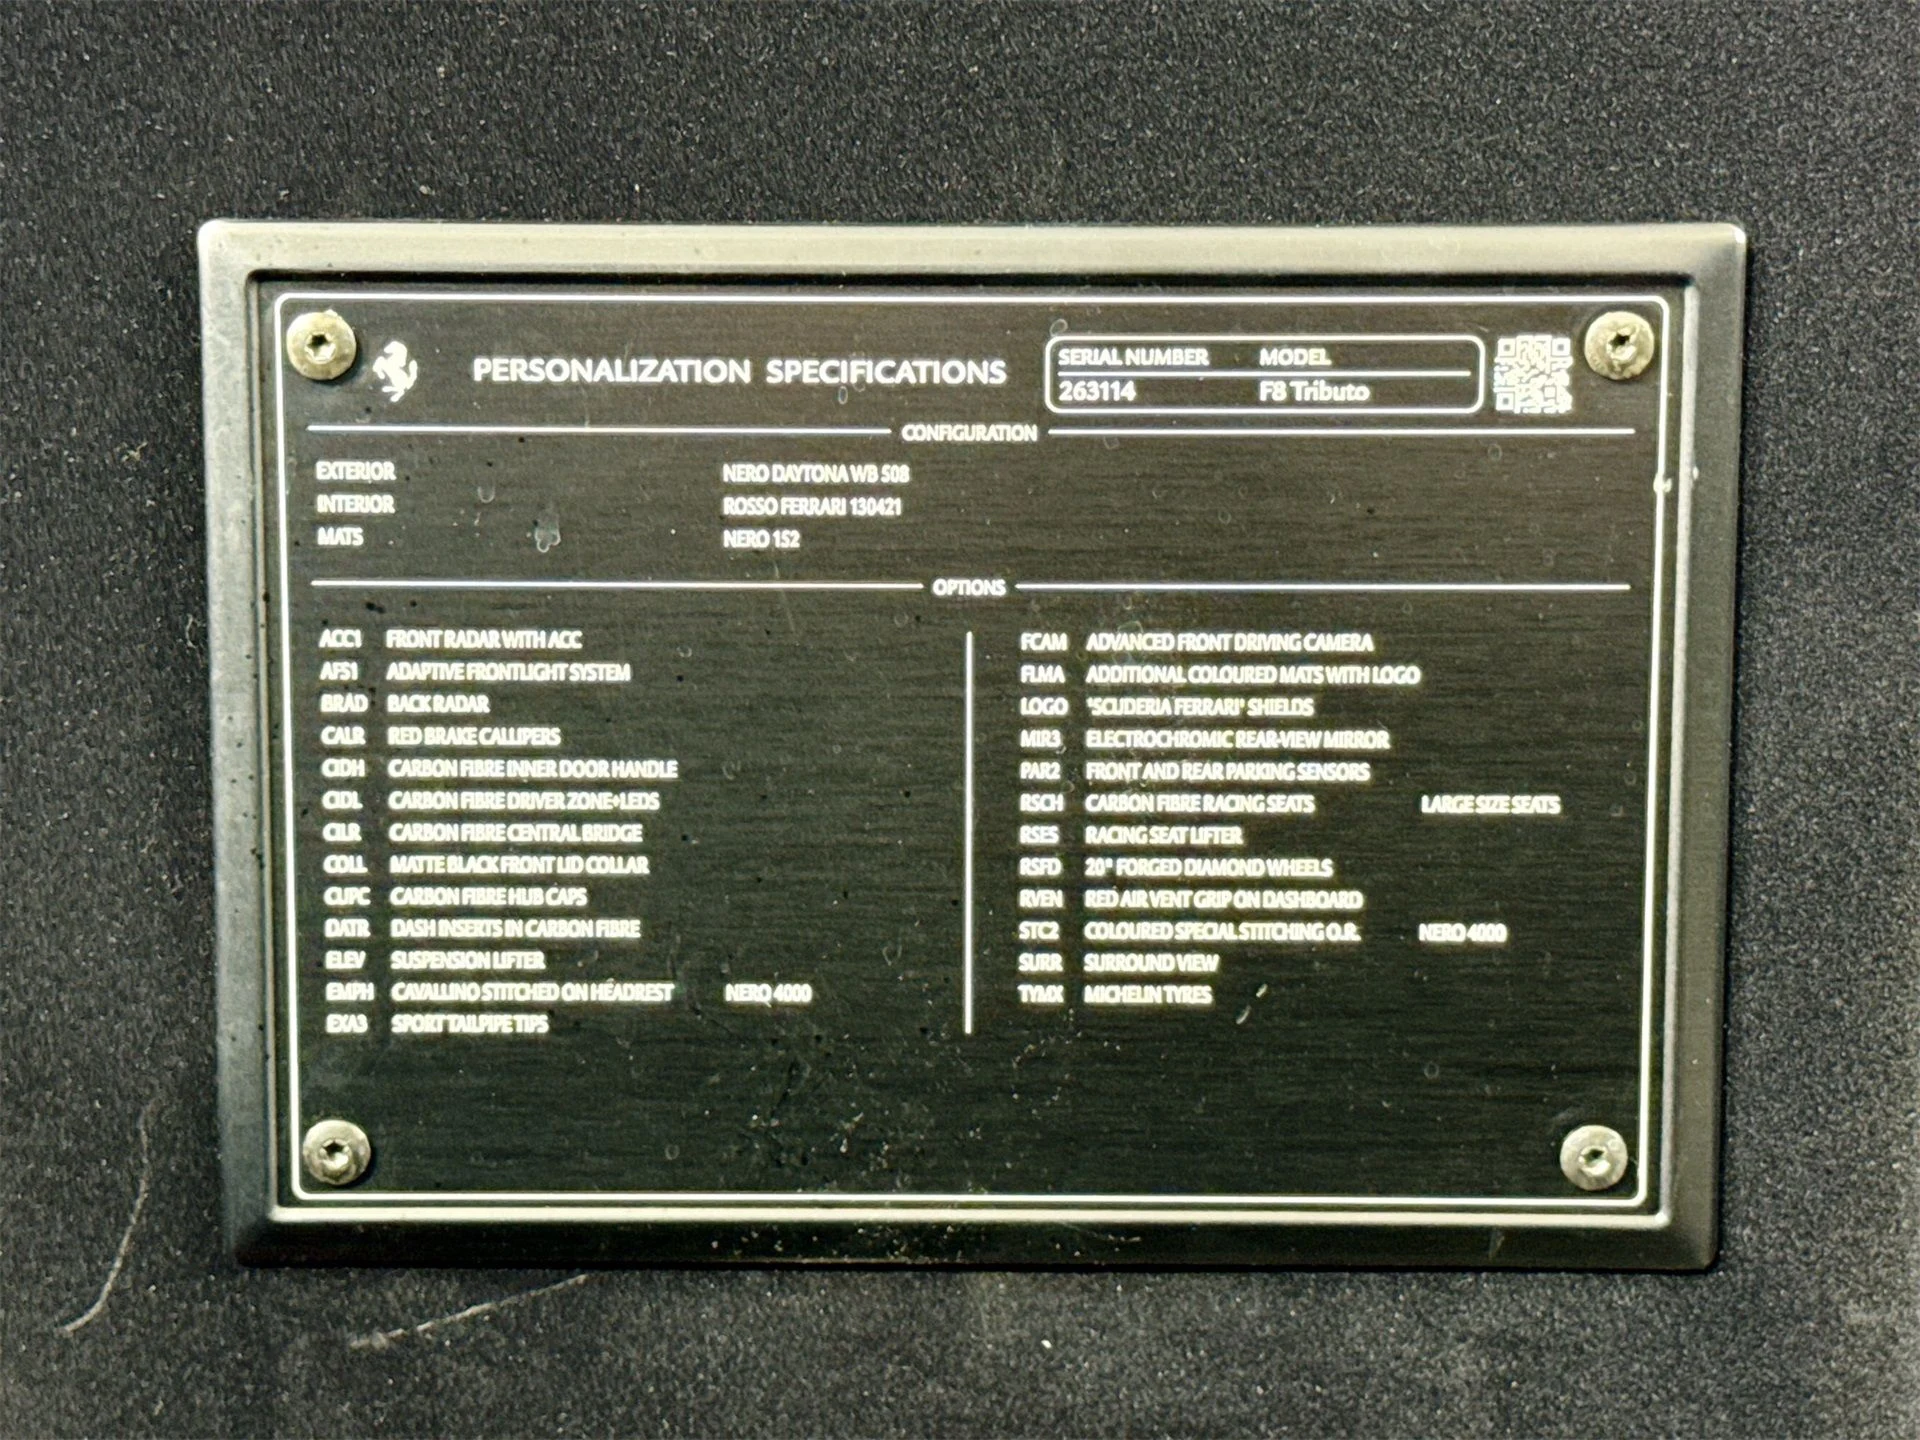 PERSONALIZATION SPECIFICATIONS
SERIAL NUMBER MODEL
263114 F8 Tributo
CONFIGURATION
EXTERIOR NERO DAYTONA WB 508
INTERIOR ROSSO FERRARI 130421
MATS NERO 152
OPTIONS
ACC1 FRONT RADAR WITH ACC
AFS1 ADAPTIVE FRONTLIGHT SYSTEM
BRAD BACK RADAR
CALR RED BRAKE CALLIPERS
CIDH CARBON FIBRE INNER DOOR HANDLE
CIDL CARBON FIBRE DRIVER ZONE+LEDS
CILR CARBON FIBRE CENTRAL BRIDGE
COLL MATTE BLACK FRONT LID COLLAR
CUPC CARBON FIBRE HUB CAPS
DATR DASH INSERTS IN CARBON FIBRE
ELEV SUSPENSION LIFTER
EMPH CAVALLINO STITCHED ON HEADREST NERO 4000
EXA3 SPORT TAILPIPE TIPS
FCAM ADVANCED FRONT DRIVING CAMERA
FLMA ADDITIONAL COLOURED MATS WITH LOGO
LOGO "SCUDERIA FERRARI" SHIELDS
MIR3 ELECTROCHROMIC REAR-VIEW MIRROR
PAR2 FRONT AND REAR PARKING SENSORS
RSCH CARBON FIBRE RACING SEATS LARGE SIZE SEATS
RSES RACING SEAT LIFTER
RSFD 20" FORGED DIAMOND WHEELS
RVEN RED AIR VENT GRIP ON DASHBOARD
STC2 COLOURED SPECIAL STITCHING O.R. NERO 4000
SURR SURROUND VIEW
TYMX MICHELIN TYRES